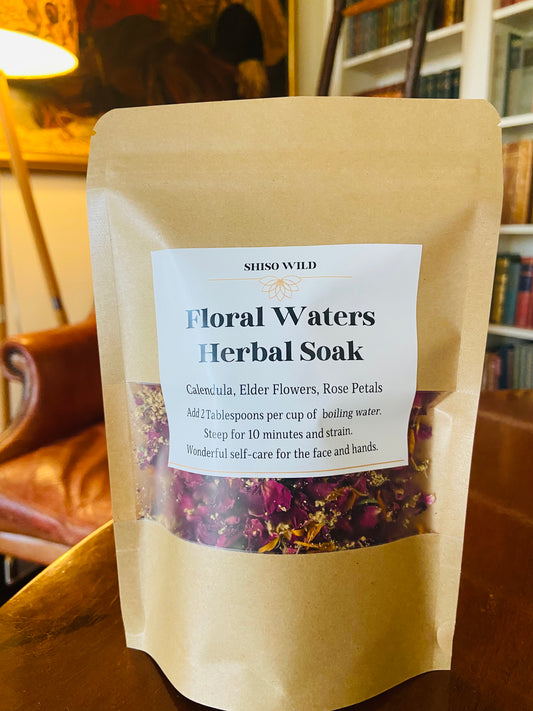 SHISO WILD
Floral Waters
Herbal Soak
Calendula, Elder Flowers, Rose Petals
Add 2 Tablespoons per cup of boiling water.
Steep for 10 minutes and strain.
Wonderful self-care for the face and hands.